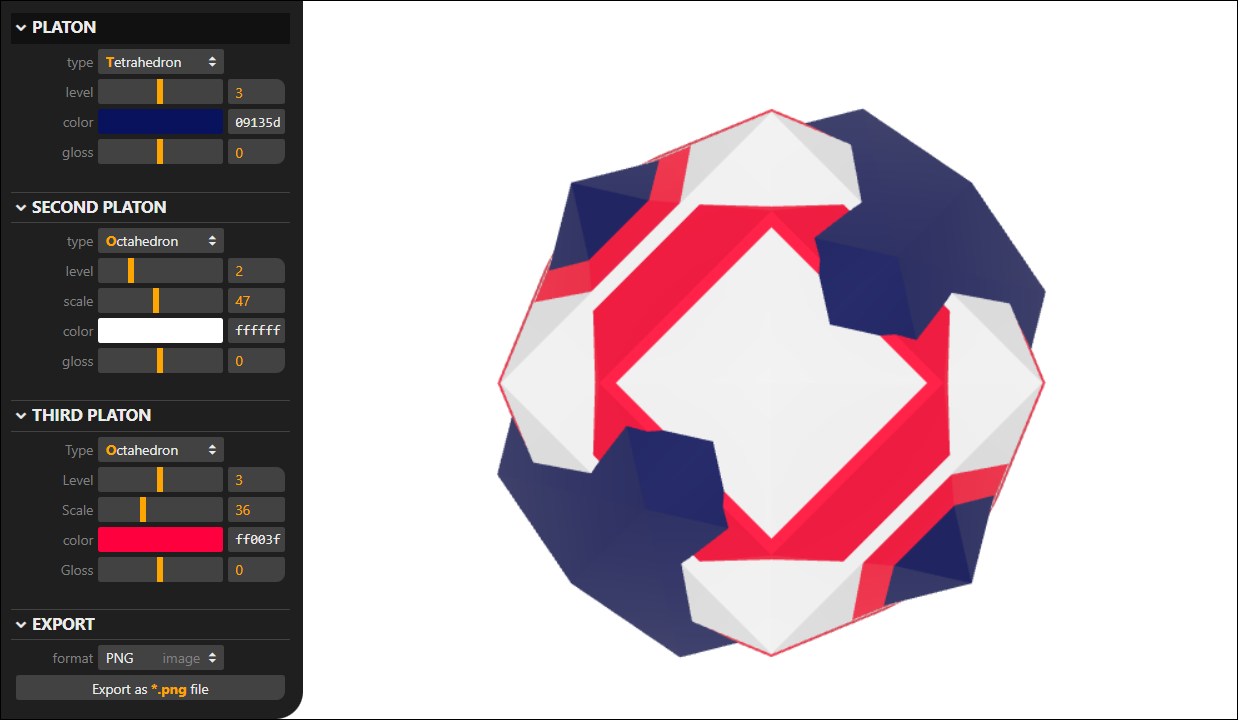 PLATON
type Tetrahedron
level 3
color 09135d
gloss 0
SECOND PLATON
type Octahedron
level 2
scale 47
color ffffff
gloss 0
THIRD PLATON
Type Octahedron
Level 3
Scale 36
color ff003f
Gloss 0
EXPORT
format PNG image
Export as *.png file